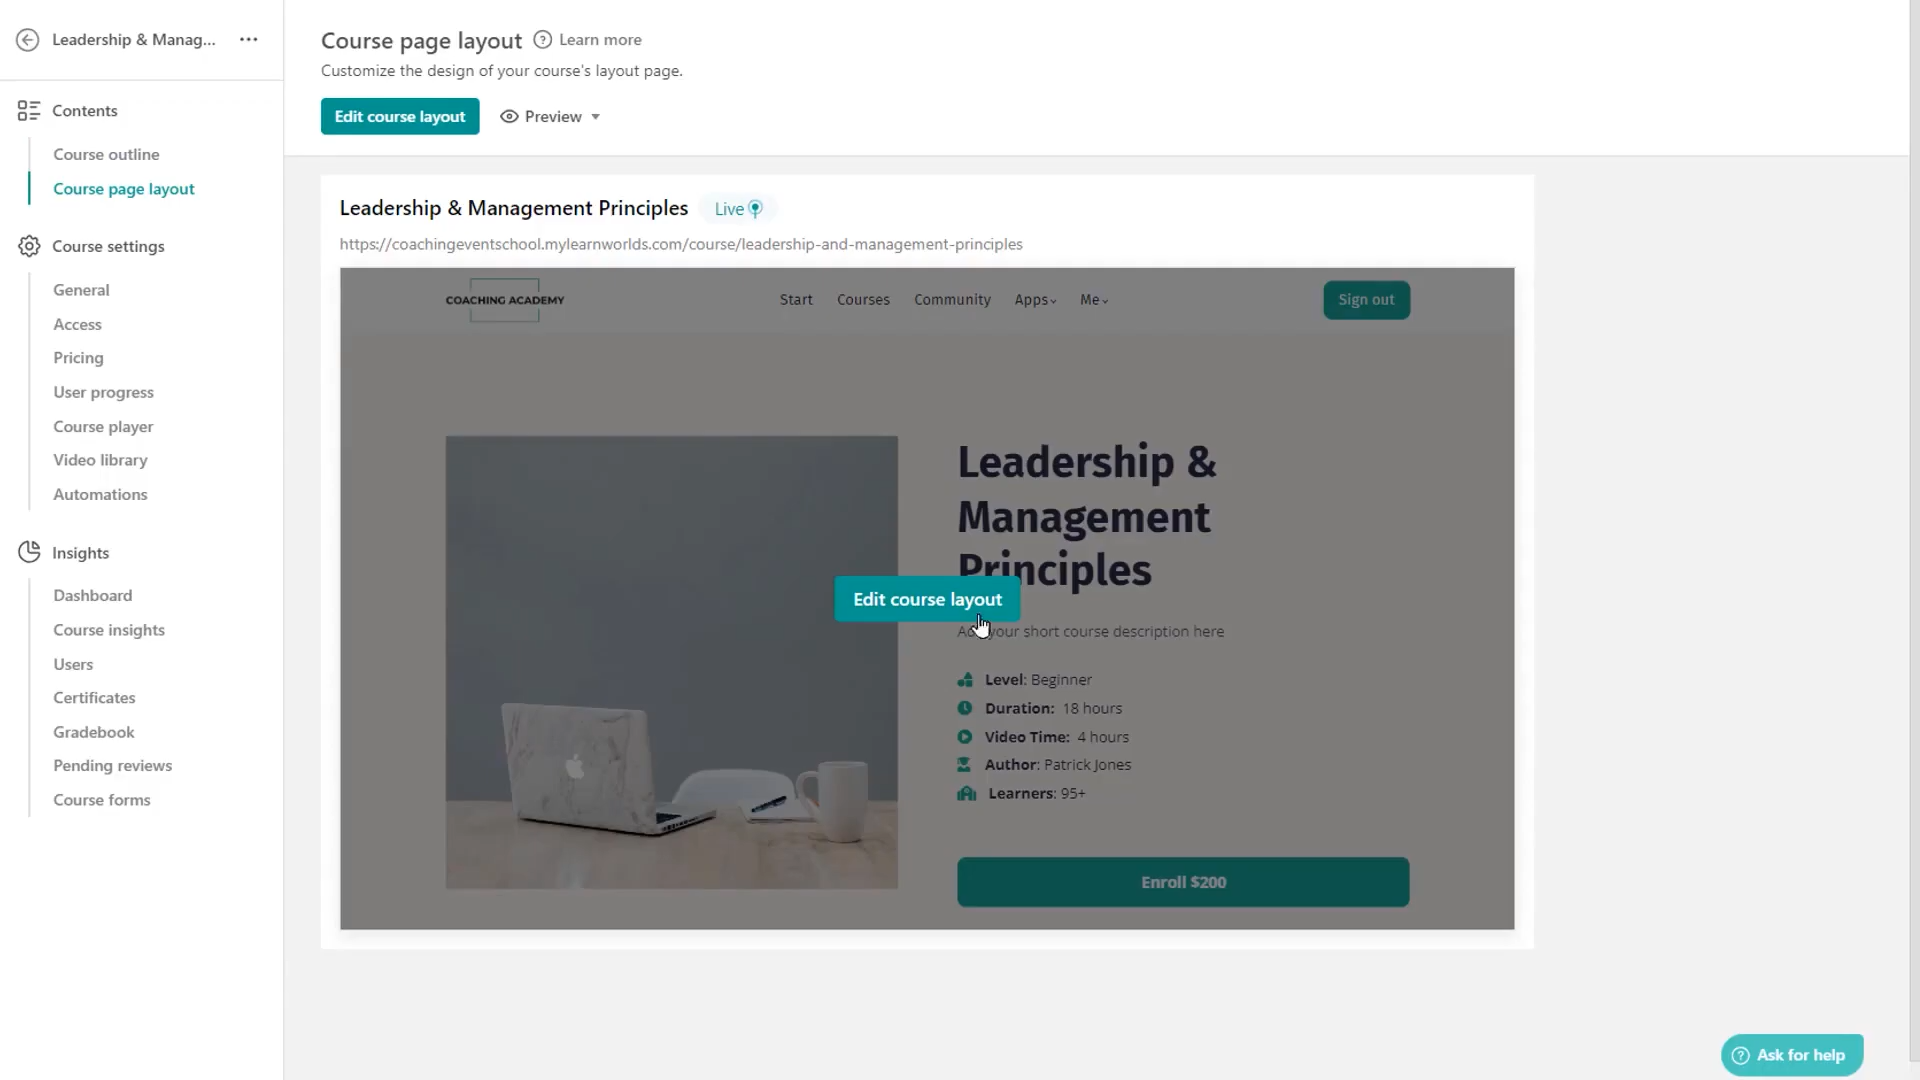 Leadership & Manag...
Contents
Course outline
Course page layout
Course settings
General
Access
Pricing
User progress
Course player
Video library
Automations
Insights
Dashboard
Course insights
Users
Certificates
Gradebook
Pending reviews
Course forms
Course page layout
Learn more
Customize the design of your course's layout page.
Edit course layout
Preview
Leadership & Management Principles
Live
https://coachingeventschool.mylearnworlds.com/course/leadership-and-management-principles
COACHING ACADEMY
Start
Courses
Community
Apps
Me
Sign out
Leadership &
Management
Principles
Edit course layout
your short course description here
Level: Beginner
Duration: 18 hours
Video Time: 4 hours
Author: Patrick Jones
Learners: 95+
Enroll $200
Ask for help